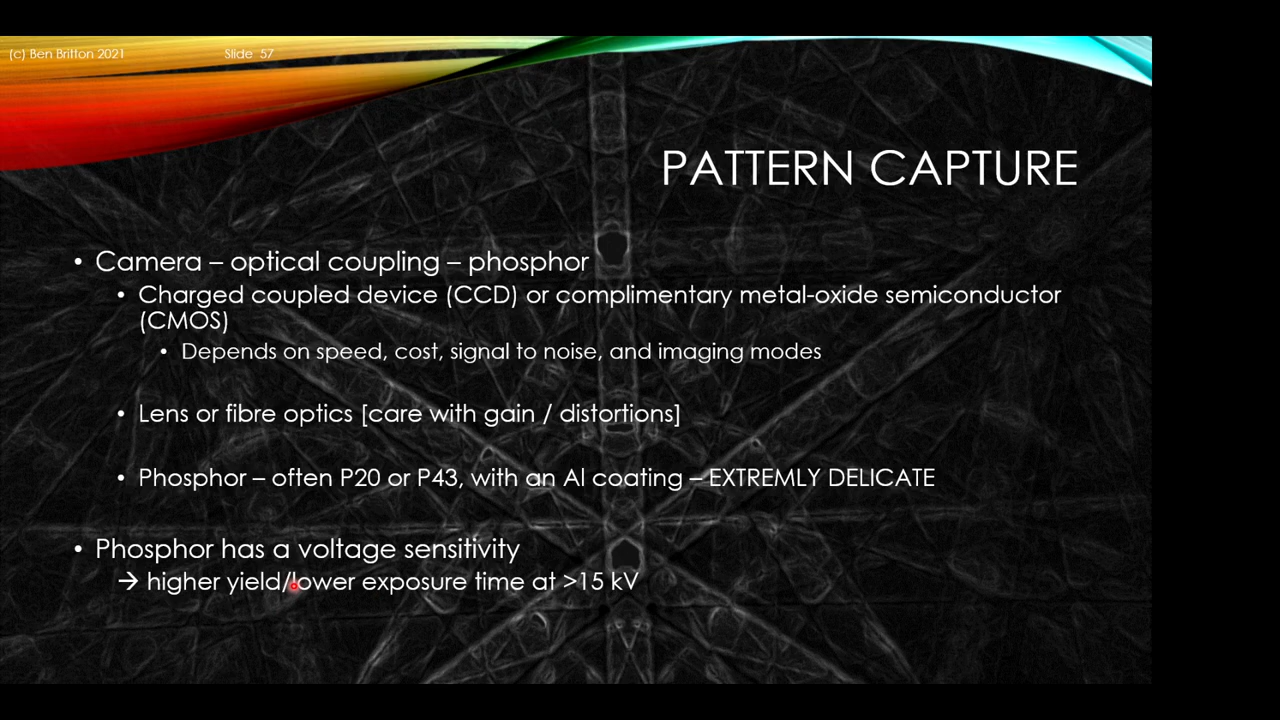 (c) Ben Britton 2021 Slide 57
PATTERN CAPTURE
• Camera – optical coupling – phosphor
• Charged coupled device (CCD) or complimentary metal-oxide semiconductor
(CMOS)
• Depends on speed, cost, signal to noise, and imaging modes
• Lens or fibre optics [care with gain / distortions]
• Phosphor – often P20 or P43, with an Al coating – EXTREMLY DELICATE
• Phosphor has a voltage sensitivity
→ higher yield/lower exposure time at >15 kV